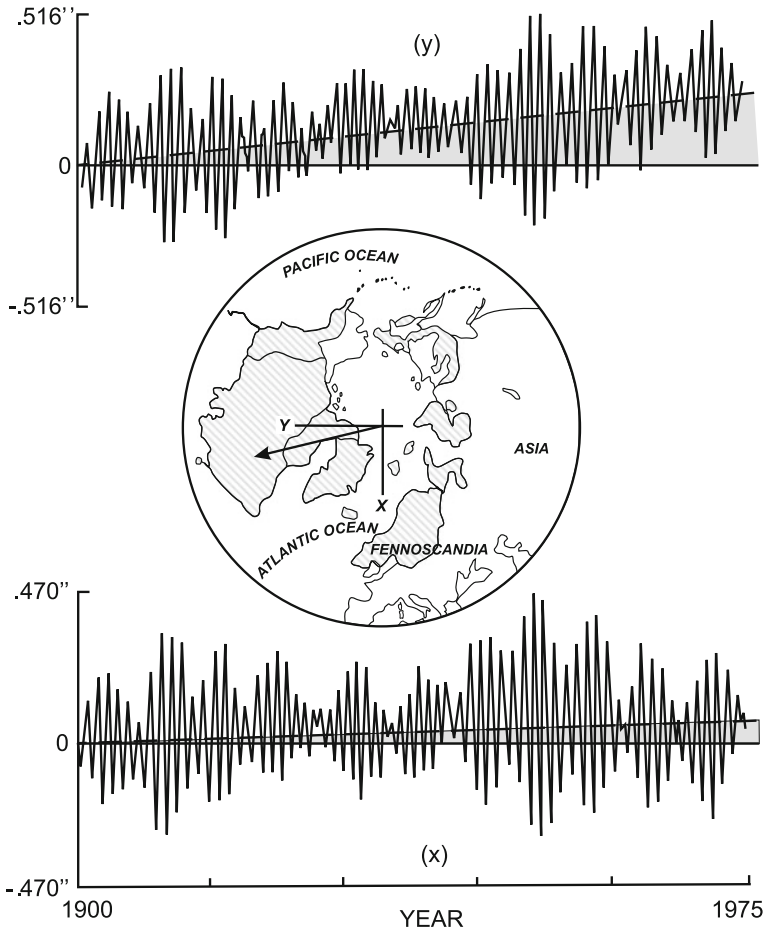 .516’’
(y)
0
-.516’’
PACIFIC OCEAN
Y
ASIA
X
ATLANTIC OCEAN
FENNOSCANDIA
.470’’
0
(x)
-.470’’
1900
YEAR
1975